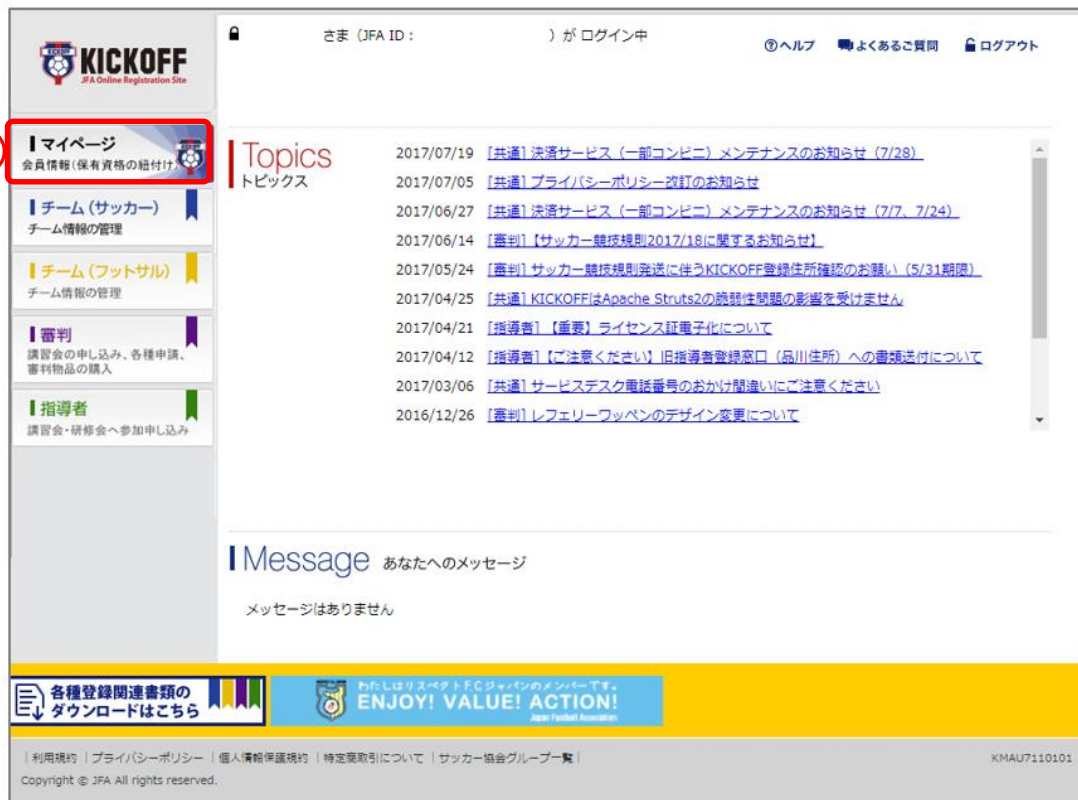 KICKOFF
JFA Online Registration Site
さま（JFA ID：　　　）が ログイン中
ヘルプ よくあるご質問 ログアウト
マイページ
会員情報（保有資格の紐付け）
チーム（サッカー）
チーム情報の管理
チーム（フットサル）
チーム情報の管理
審判
講習会の申し込み、各種申請、
審判物品の購入
指導者
講習会・研修会へ参加申し込み
Topics
トピックス
2017/07/19 [共通] 決済サービス（一部コンビニ）メンテナンスのお知らせ（7/28）
2017/07/05 [共通] プライバシーポリシー改訂のお知らせ
2017/06/27 [共通] 決済サービス（一部コンビニ）メンテナンスのお知らせ（7/7、7/24）
2017/06/14 [審判]【サッカー競技規則2017/18に関するお知らせ】
2017/05/24 [審判] サッカー競技規則発送に伴うKICKOFF登録住所確認のお願い（5/31期限）
2017/04/25 [共通] KICKOFFはApache Struts2の脆弱性問題の影響を受けません
2017/04/21 [指導者]【重要】ライセンス証電子化について
2017/04/12 [指導者]【ご注意ください】旧指導者登録窓口（品川住所）への書類送付について
2017/03/06 [共通] サービスデスク電話番号のおかけ間違いにご注意ください
2016/12/26 [審判] レフェリーワッペンのデザイン変更について
Message あなたへのメッセージ
メッセージはありません
各種登録関連書類の
ダウンロードはこちら
わたしはリスペクトFCジャパンのメンバーです。
ENJOY! VALUE! ACTION!
Japan Football Association
｜利用規約｜プライバシーポリシー｜個人情報保護規約｜特定商取引について｜サッカー協会グループ一覧｜
KMAU7110101
Copyright © JFA All rights reserved.